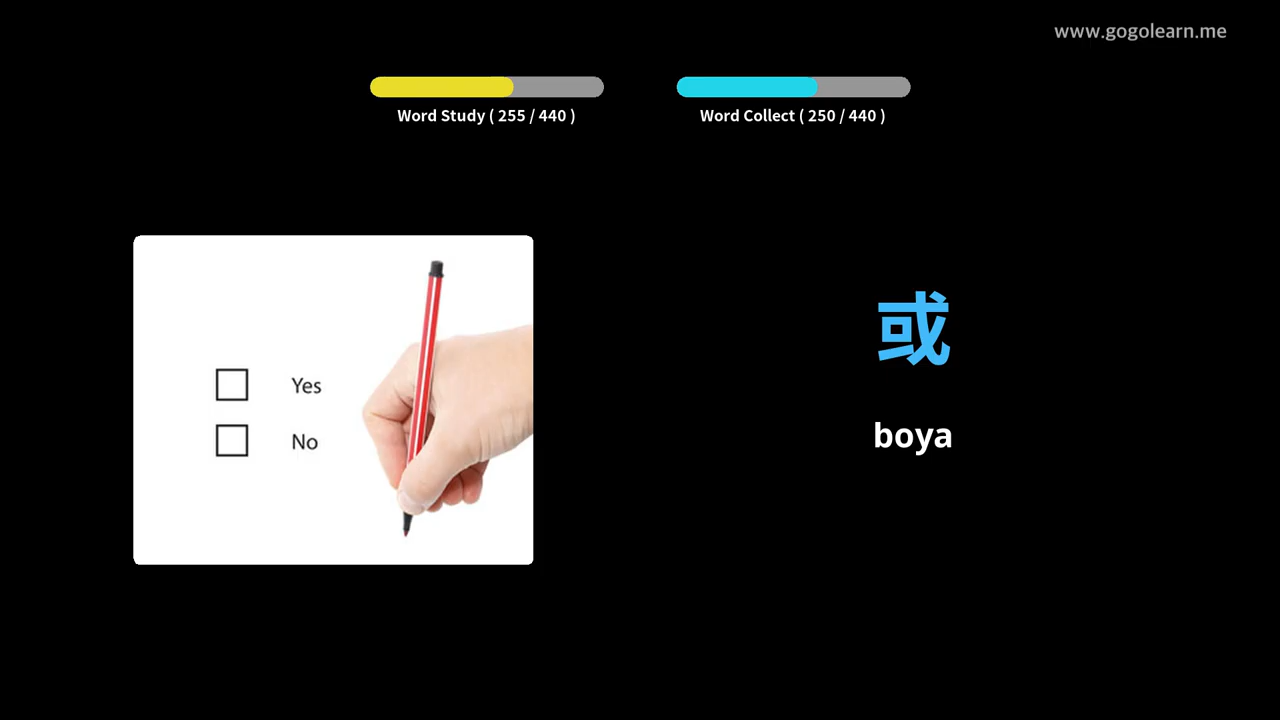 www.gogolearn.me
Word Study ( 255 / 440 )
Word Collect ( 250 / 440 )
Yes
No
或
boya